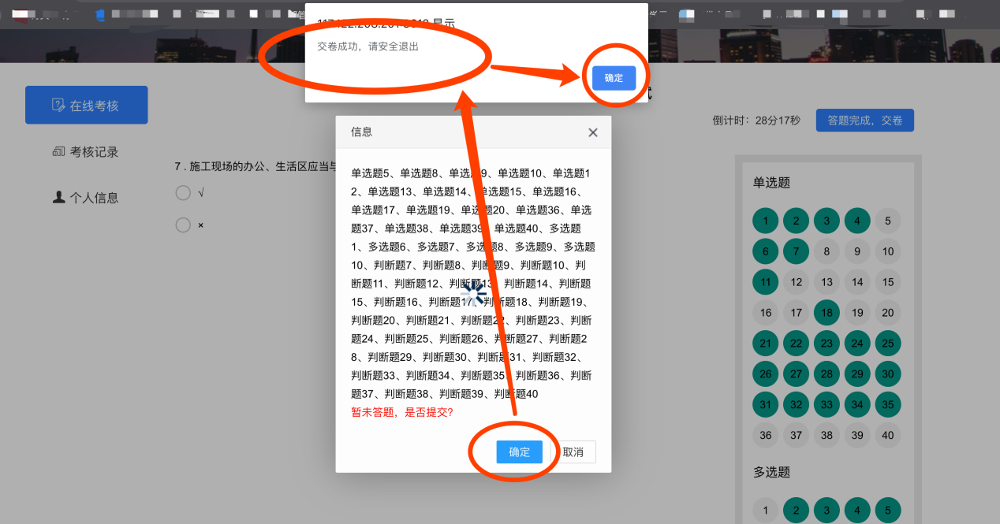 显示
交卷成功，请安全退出
确定
在线考核
考核记录
个人信息
倒计时：28分17秒
答题完成，交卷
7 . 施工现场的办公、生活区应当与
√
×
信息
单选题5、单选题8、单选题9、单选题10、单选题1
2、单选题13、单选题14、单选题15、单选题16、
单选题17、单选题19、单选题20、单选题36、单选
题37、单选题38、单选题39、单选题40、多选题
1、多选题6、多选题7、多选题8、多选题9、多选题
10、判断题7、判断题8、判断题9、判断题10、判
断题11、判断题12、判断题13、判断题14、判断题
15、判断题16、判断题17、判断题18、判断题19、
判断题20、判断题21、判断题22、判断题23、判断
题24、判断题25、判断题26、判断题27、判断题2
8、判断题29、判断题30、判断题31、判断题32、
判断题33、判断题34、判断题35、判断题36、判断
题37、判断题38、判断题39、判断题40
暂未答题，是否提交?
确定
取消
单选题
1 2 3 4 5
6 7 8 9 10
11 12 13 14 15
16 17 18 19 20
21 22 23 24 25
26 27 28 29 30
31 32 33 34 35
36 37 38 39 40
多选题
1 2 3 4 5